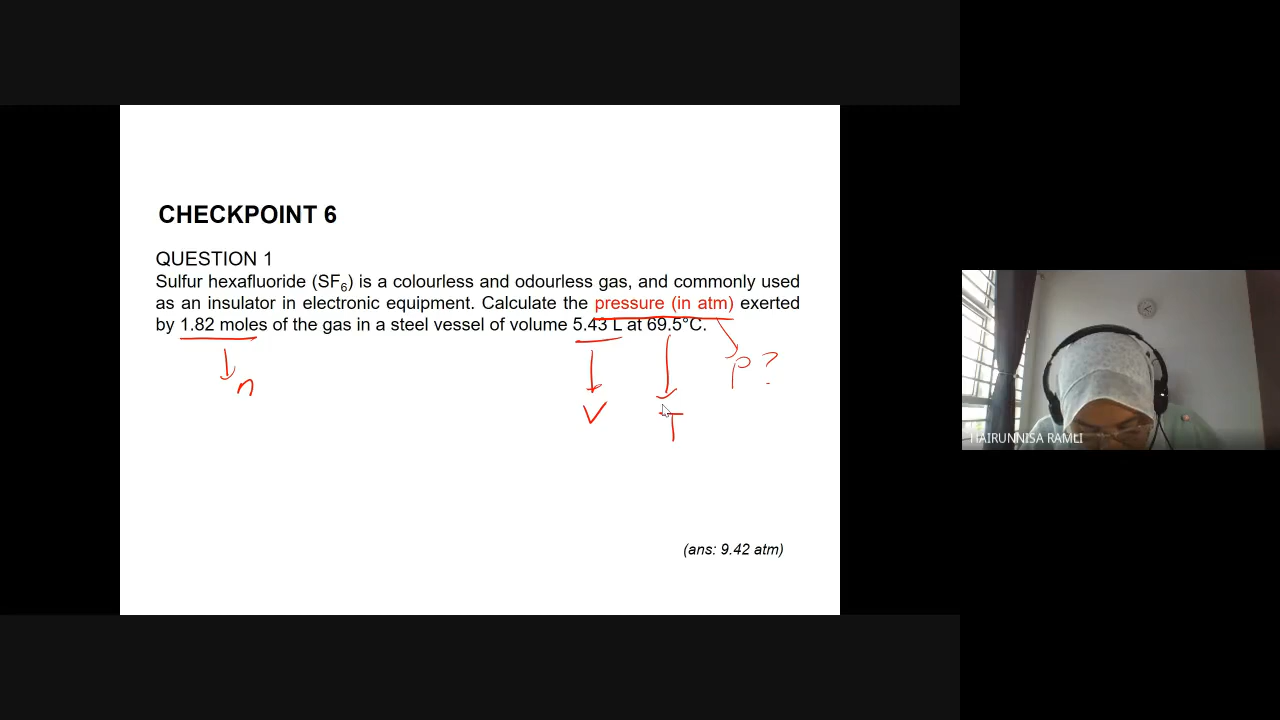 CHECKPOINT 6
QUESTION 1
Sulfur hexafluoride (SF6) is a colourless and odourless gas, and commonly used
as an insulator in electronic equipment. Calculate the pressure (in atm) exerted
by 1.82 moles of the gas in a steel vessel of volume 5.43 L at 69.5°C.
n
V
T
P?
(ans: 9.42 atm)
HAIRUNNISA RAMLI